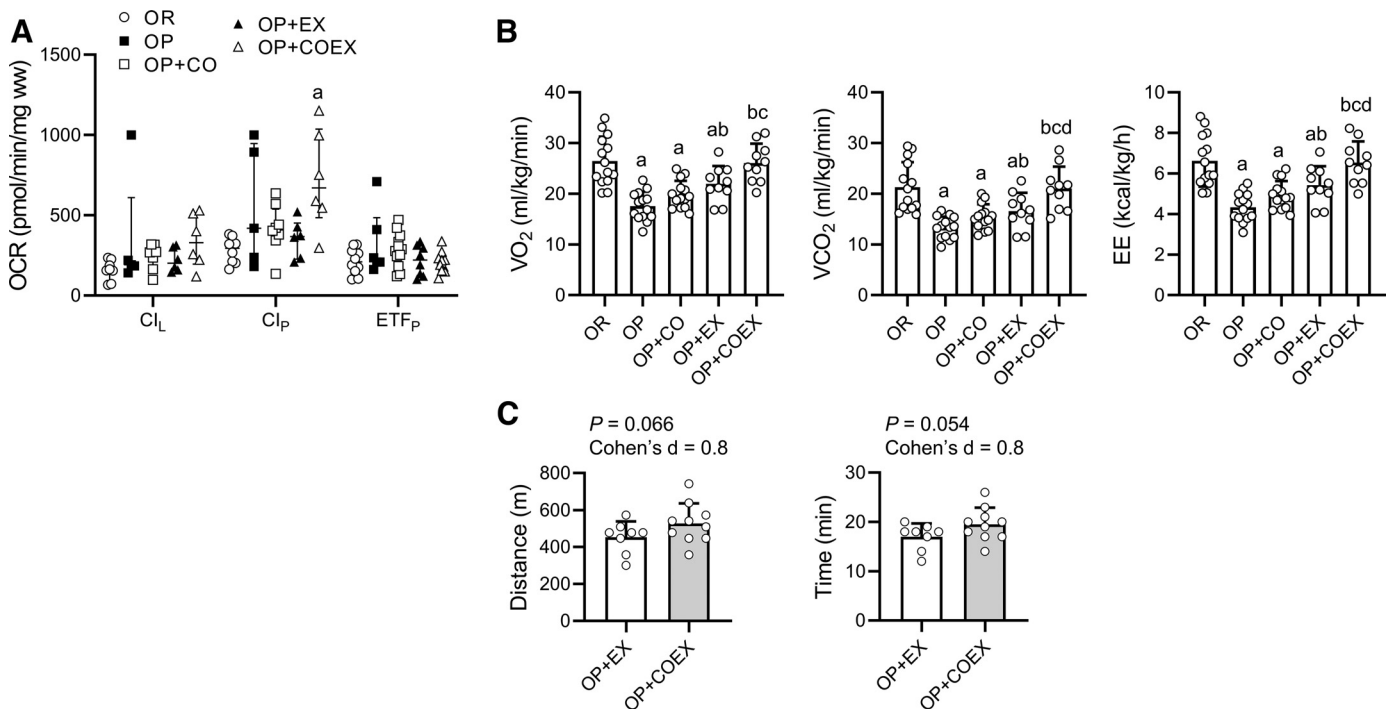 A
OR
OP
OP+CO
OP+EX
OP+COEX
OCR (pmol/min/mg ww)
1500
1000
500
0
a
CIL
CIP
ETFP
B
VO2 (ml/kg/min)
40
30
20
10
0
a
a
ab
bc
OR
OP
OP+CO
OP+EX
OP+COEX
VCO2 (ml/kg/min)
40
30
20
10
0
a
a
ab
bcd
OR
OP
OP+CO
OP+EX
OP+COEX
EE (kcal/kg/h)
10
8
6
4
2
0
a
a
ab
bcd
OR
OP
OP+CO
OP+EX
OP+COEX
C
P = 0.066
Cohen's d = 0.8
Distance (m)
800
600
400
200
0
OP+EX
OP+COEX
P = 0.054
Cohen's d = 0.8
Time (min)
30
20
10
0
OP+EX
OP+COEX